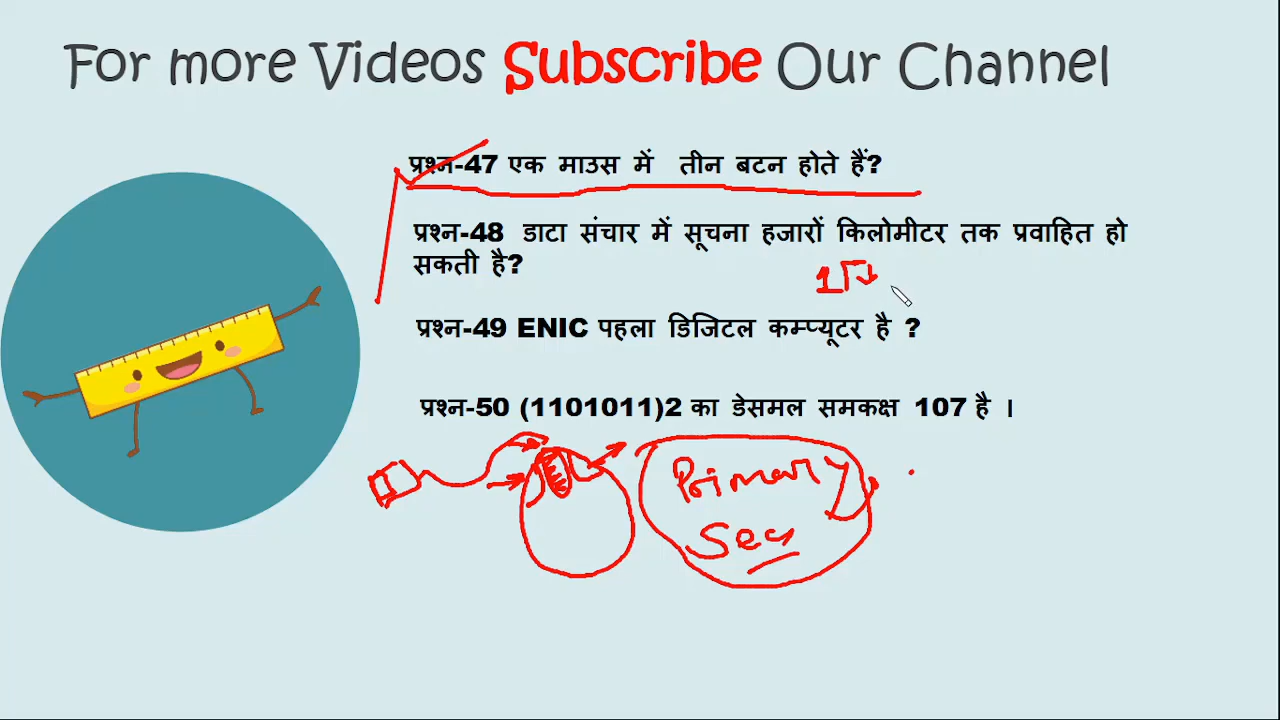 For more Videos Subscribe Our Channel
प्रश्न-47 एक माउस में तीन बटन होते हैं?
प्रश्न-48 डाटा संचार में सूचना हजारों किलोमीटर तक प्रवाहित हो
सकती है?
प्रश्न-49 ENIC पहला डिजिटल कम्प्यूटर है ?
प्रश्न-50 (1101011)2 का डेसमल समकक्ष 107 है ।
Primary
Sec